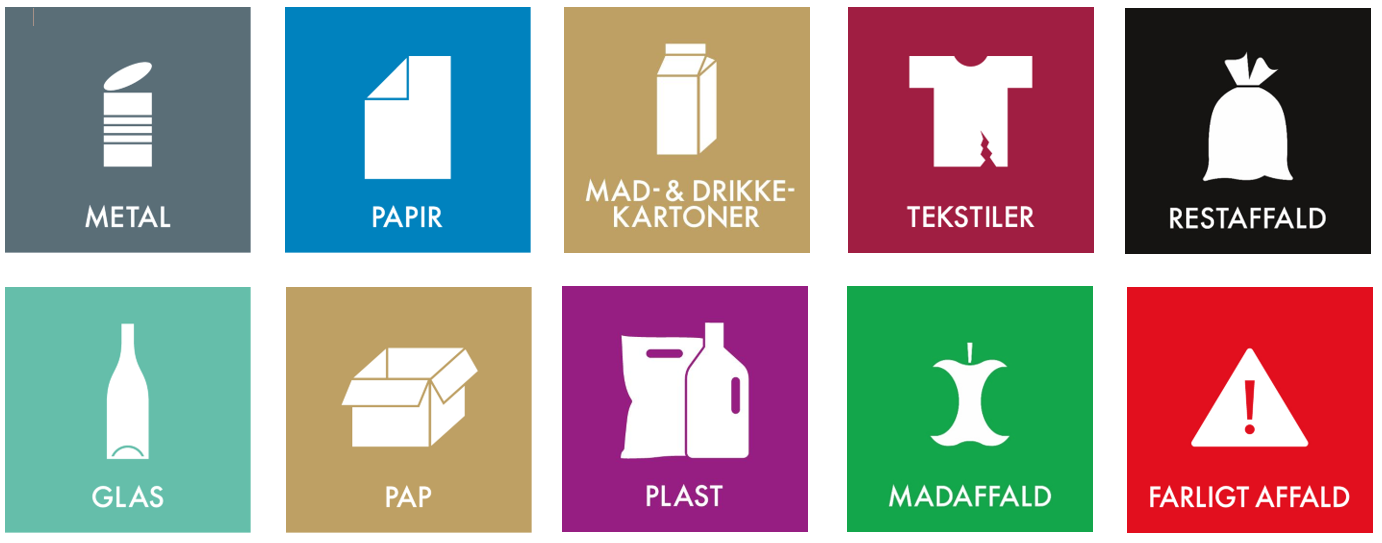 METAL
PAPIR
MAD- & DRIKKE-
KARTONER
TEKSTILER
RESTAFFALD
GLAS
PAP
PLAST
MADAFFALD
FARLIGT AFFALD